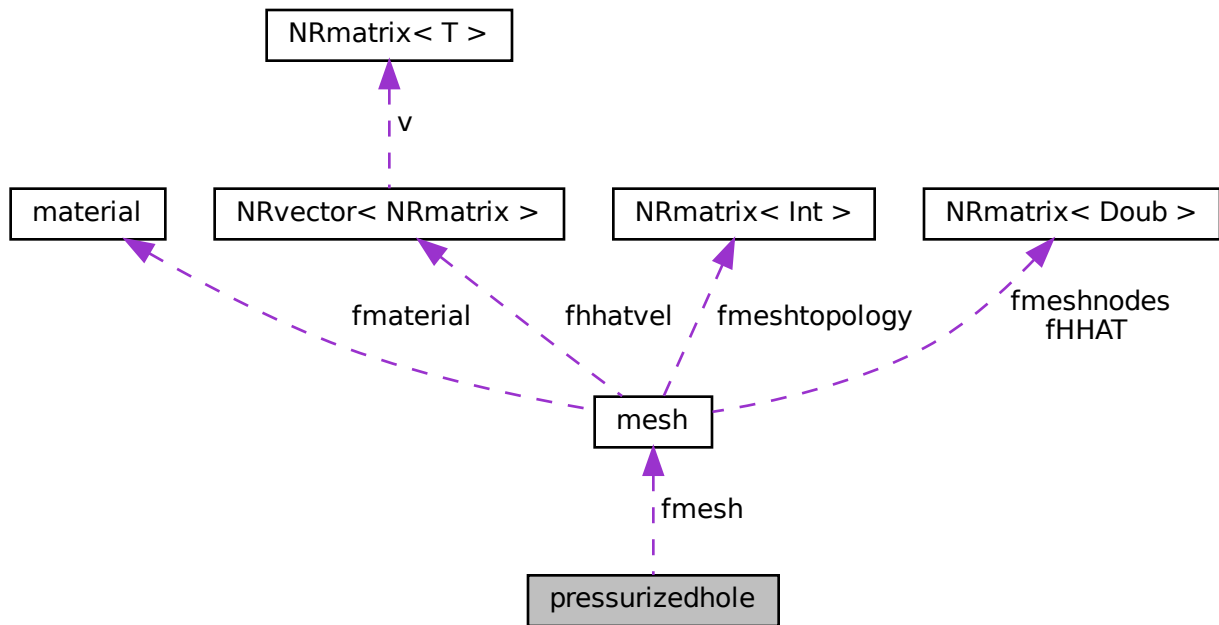 NRmatrix< T >
v
material
NRvector< NRmatrix >
NRmatrix< Int >
NRmatrix< Doub >
fmaterial
fhhatvel
fmeshtopology
fmeshnodes
fHHAT
mesh
fmesh
pressurizedhole